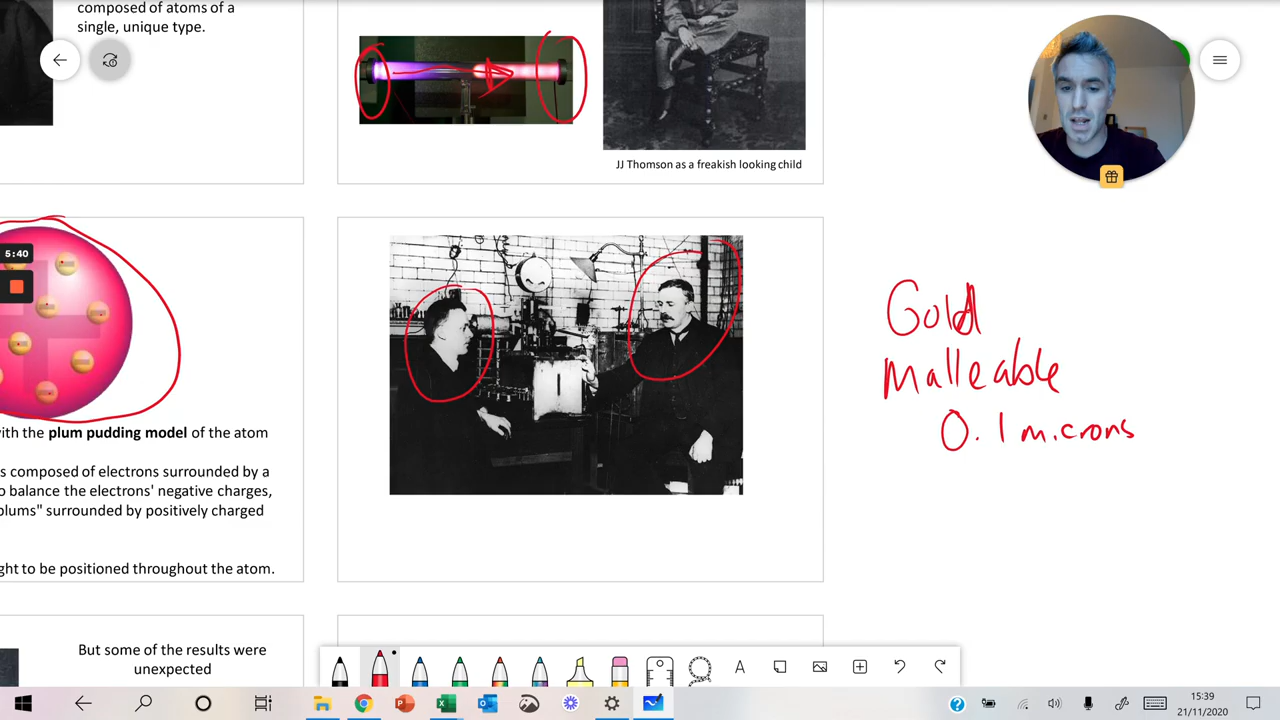 composed of atoms of a
single, unique type.
JJ Thomson as a freakish looking child
5:40
Gold
Malleable
0.1 microns
with the plum pudding model of the atom
s composed of electrons surrounded by a
o balance the electrons' negative charges,
plums" surrounded by positively charged
ght to be positioned throughout the atom.
But some of the results were
unexpected
A
15:39
21/11/2020